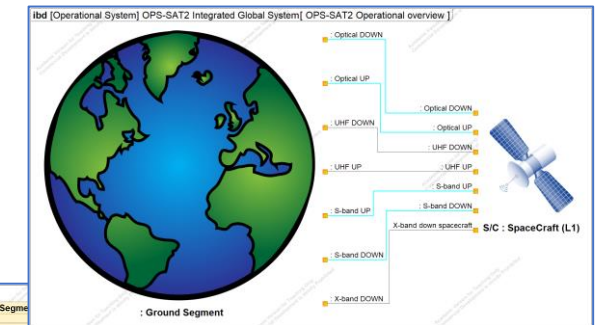 ibd [Operational System] OPS-SAT2 Integrated Global System[ OPS-SAT2 Operational overview ]
: Optical DOWN
: Optical UP
: Optical DOWN
: Optical UP
: UHF DOWN
: UHF DOWN
: UHF UP
: UHF UP
: S-band UP
: S-band DOWN
: S-band UP
X-band down spacecraft
S/C : SpaceCraft (L1)
: S-band DOWN
: X-band DOWN
: Ground Segment
Segme